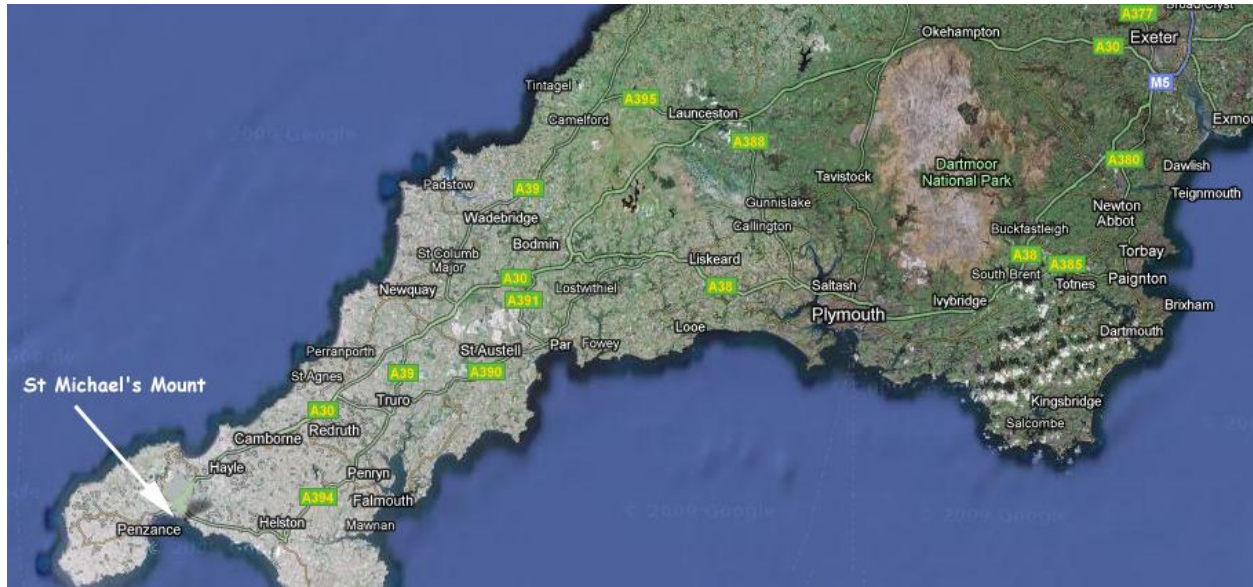 A377
Broad Clyst
Okehampton
Exeter
A30
M5
Tintagel
A395
Launceston
Camelford
A388
Exmou
A380
Dawlish
Dartmoor
National Park
Tavistock
Teignmouth
Padstow
A39
Gunnislake
Newton
Abbot
Wadebridge
Callington
Buckfastleigh
Bodmin
St Columb
Major
Liskeard
A38
A385
Torbay
South Brent
Totnes
Paignton
A30
Newquay
A391
Lostwithiel
A38
Saltash
Ivybridge
Brixham
Plymouth
Looe
Dartmouth
Perranporth
St Austell
Par
Fowey
St Agnes
A39
A390
St Michael's Mount
Truro
Kingsbridge
A30
Redruth
Salcombe
Camborne
Hayle
Penryn
A394
Falmouth
Penzance
Helston
Mawnan
© 2009 Google